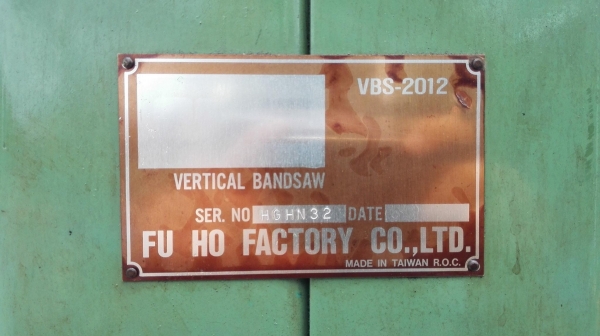 VBS-2012
VERTICAL BANDSAW
SER. NO HGHN32 DATE
FU HO FACTORY CO.,LTD.
MADE IN TAIWAN R.O.C.